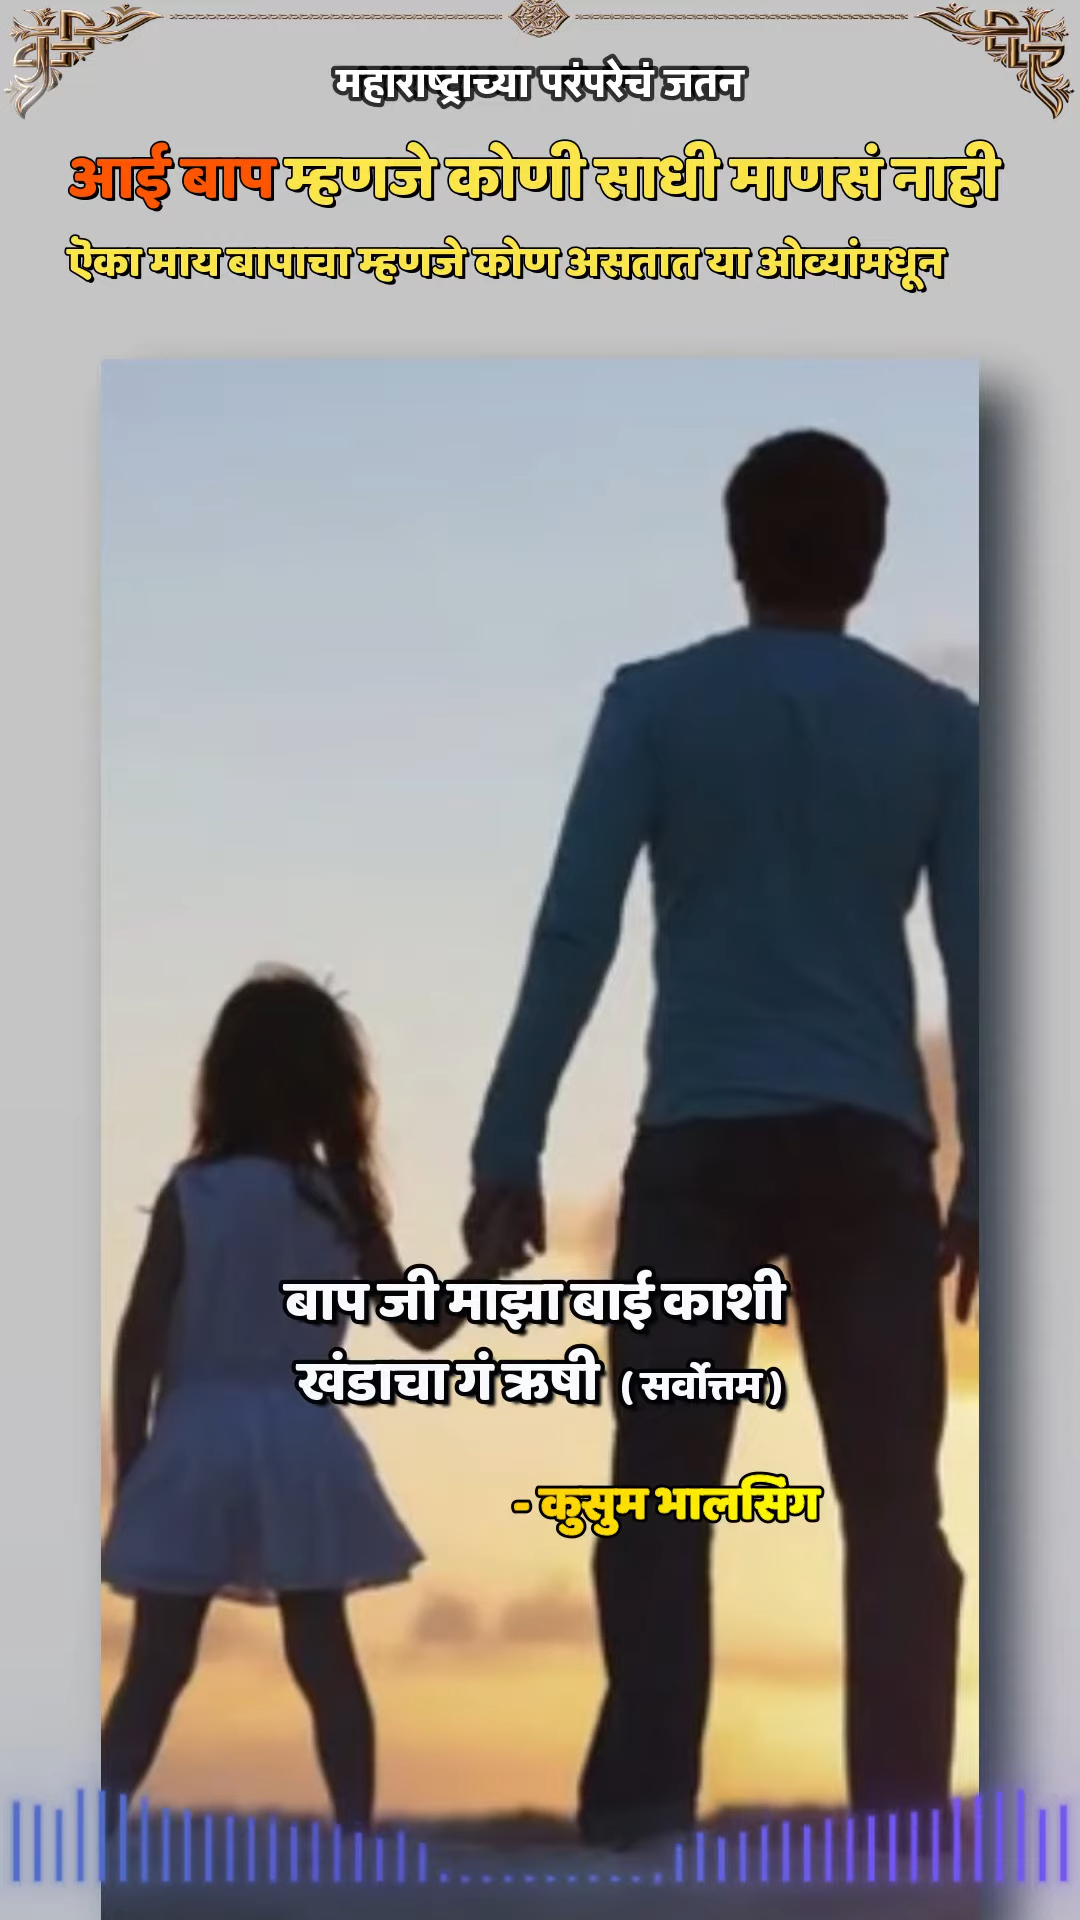 महाराष्ट्राच्या परंपरेचं जतन
आई बाप म्हणजे कोणी साधी माणसं नाही
ऐका माय बापाचा म्हणजे कोण असतात या ओव्यांमधून
बाप जी माझा बाई काशी
खंडाचा गं ऋषी ( सर्वोत्तम )
- कुसुम भालसिंग